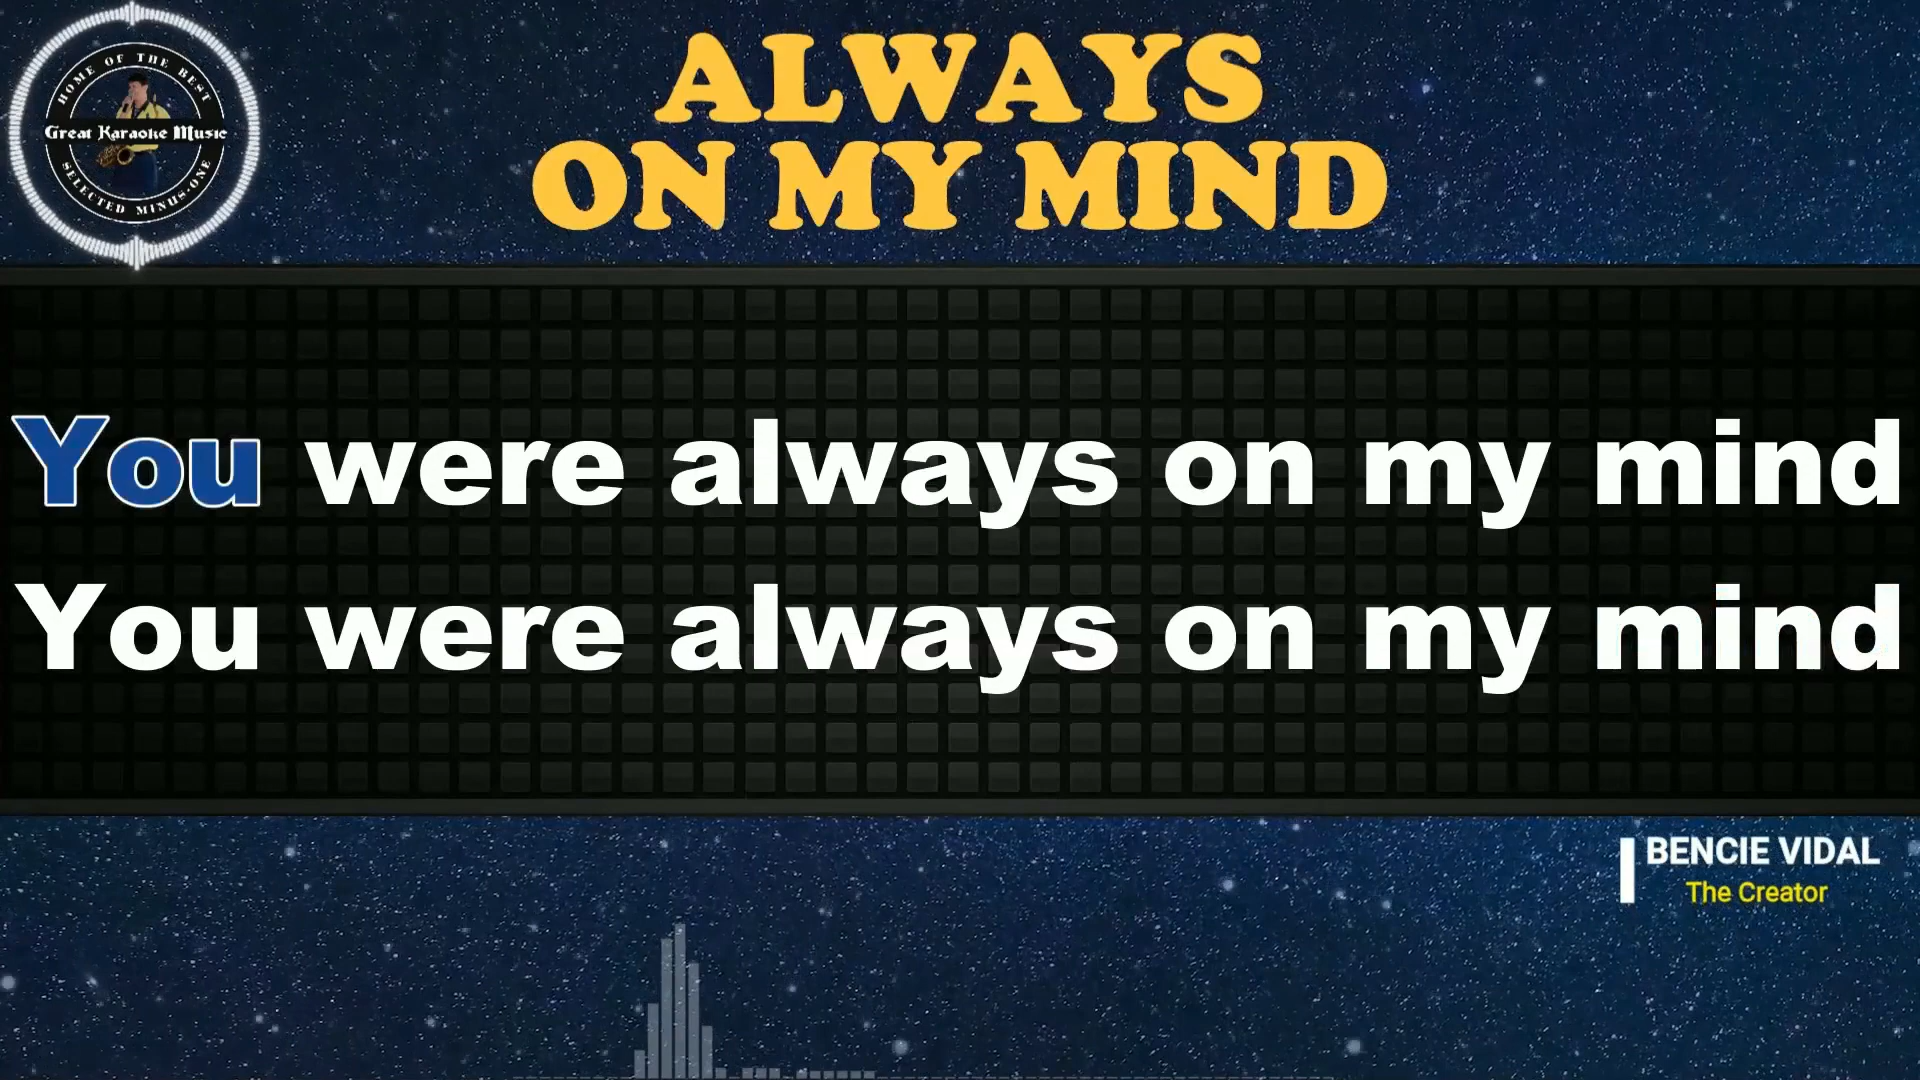 HOME OF THE BEST
Great Karaoke Music
SELECTED MINUS-ONE
ALWAYS
ON MY MIND
You were always on my mind
You were always on my mind
BENCIE VIDAL
The Creator